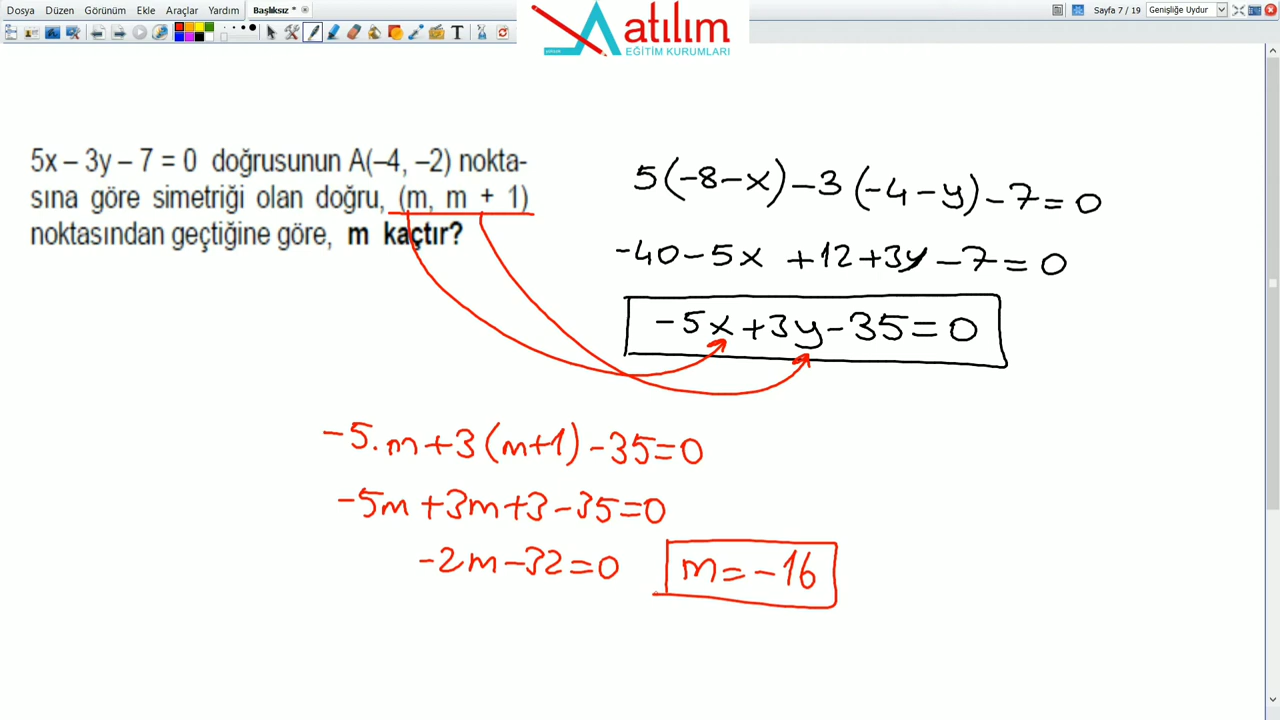 Dosya Düzen Görünüm Ekle Araçlar Yardım Başlıksız * Sayfa 7 / 19 Genişliğe Uydur
atılım
EĞİTİM KURUMLARI
5x – 3y – 7 = 0 doğrusunun A(–4, –2) nokta-
sına göre simetriği olan doğru, (m, m + 1)
noktasından geçtiğine göre, m kaçtır?
5(-8-x)-3(-4-y)-7=0
-40-5x+12+3y-7=0
-5x+3y-35=0
-5.m+3(m+1)-35=0
-5m+3m+3-35=0
-2m-32=0 m=-16